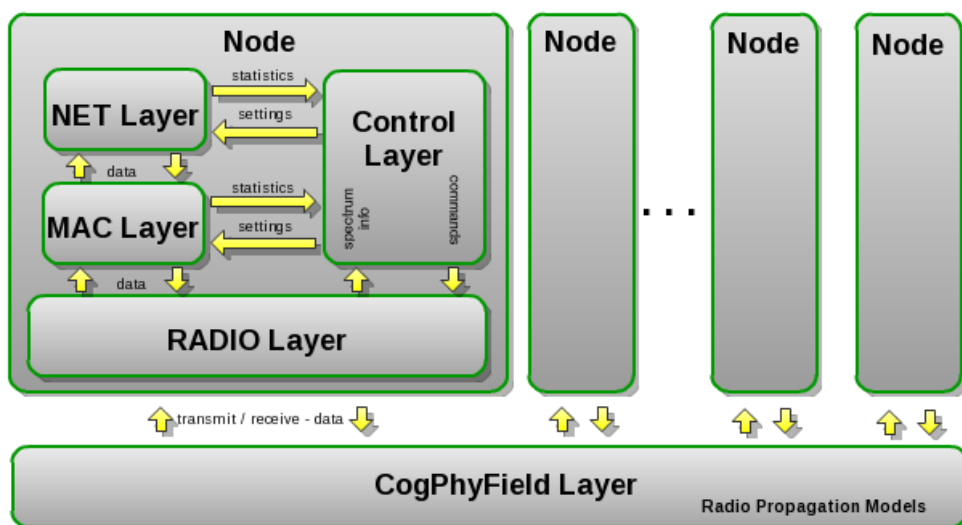 Node
Node
Node
Node
statistics
NET Layer
settings
Control
Layer
data
statistics
MAC Layer
settings
spectrum
info
commands
. . .
data
RADIO Layer
transmit / receive - data
CogPhyField Layer
Radio Propagation Models